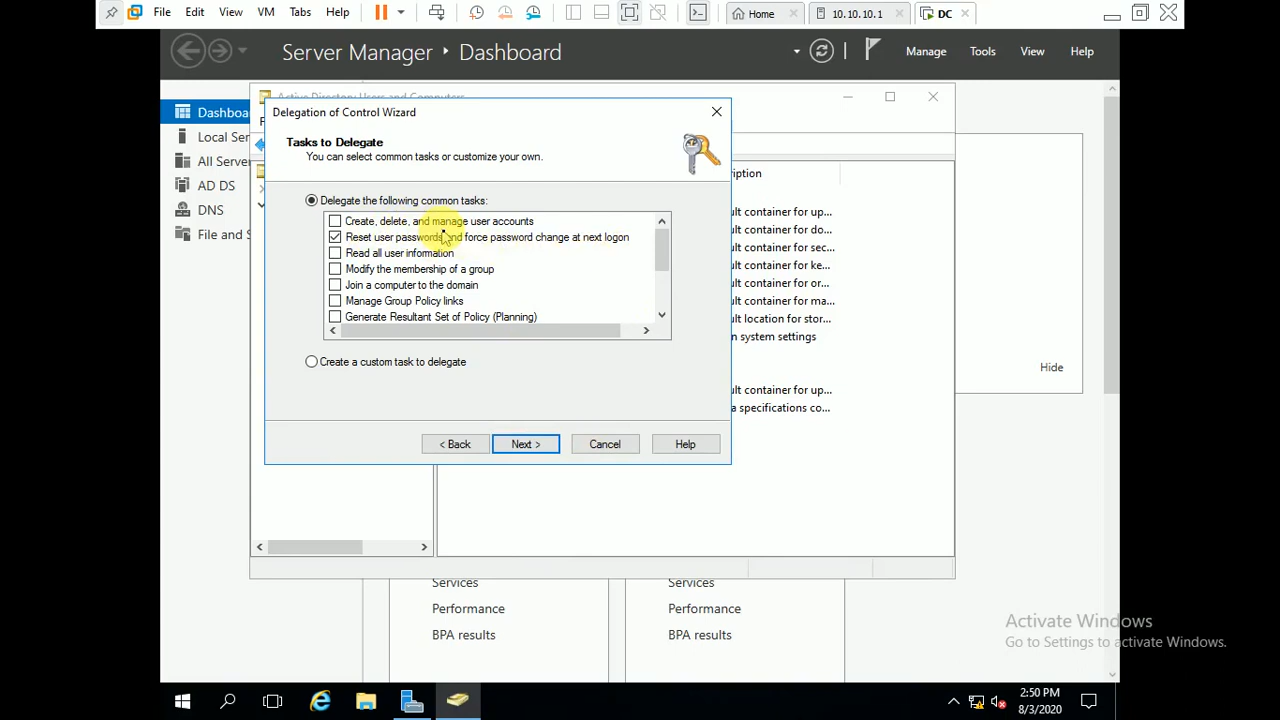 File Edit View VM Tabs Help
Home
10.10.10.1
DC
Server Manager
Dashboard
Manage Tools View Help
Dashboa
Local Ser
All Server
AD DS
DNS
File and S
Active Directory Users and Computers
Delegation of Control Wizard
Tasks to Delegate
You can select common tasks or customize your own.
Delegate the following common tasks:
Create, delete, and manage user accounts
Reset user passwords and force password change at next logon
Read all user information
Modify the membership of a group
Join a computer to the domain
Manage Group Policy links
Generate Resultant Set of Policy (Planning)
Create a custom task to delegate
< Back
Next >
Cancel
Help
ription
ult container for up...
ult container for do...
ult container for sec...
ult container for ke...
ult container for or...
ult container for ma...
ult location for stor...
n system settings
ult container for up...
a specifications co...
Hide
Services
Performance
BPA results
Services
Performance
BPA results
Activate Windows
Go to Settings to activate Windows.
2:50 PM
8/3/2020